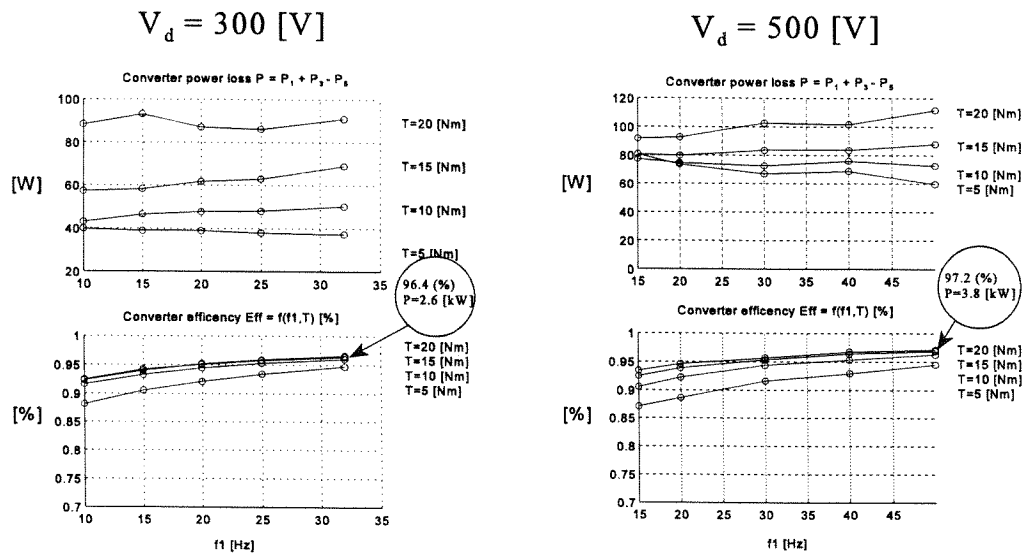 V_d = 300 [V]
Converter power loss P = P₁ + P₃ - P₅
100
80
60
40
20
[W]
10 15 20 25 30 35
T=20 [Nm]
T=15 [Nm]
T=10 [Nm]
T=5 [Nm]
96.4 (%)
P=2.6 [kW]
Converter efficency Eff = f(f1,T) [%]
1
0.95
0.9
0.85
0.8
0.75
0.7
[%]
10 15 20 25 30 35
f1 [Hz]
T=20 [Nm]
T=15 [Nm]
T=10 [Nm]
T=5 [Nm]
V_d = 500 [V]
Converter power loss P = P₁ + P₃ - P₅
120
100
80
60
40
20
0
[W]
15 20 25 30 35 40 45
T=20 [Nm]
T=15 [Nm]
T=10 [Nm]
T=5 [Nm]
97.2 (%)
P=3.8 [kW]
Converter efficency Eff = f(f1,T) [%]
1
0.95
0.9
0.85
0.8
0.75
0.7
[%]
15 20 25 30 35 40 45
f1 [Hz]
T=20 [Nm]
T=15 [Nm]
T=10 [Nm]
T=5 [Nm]